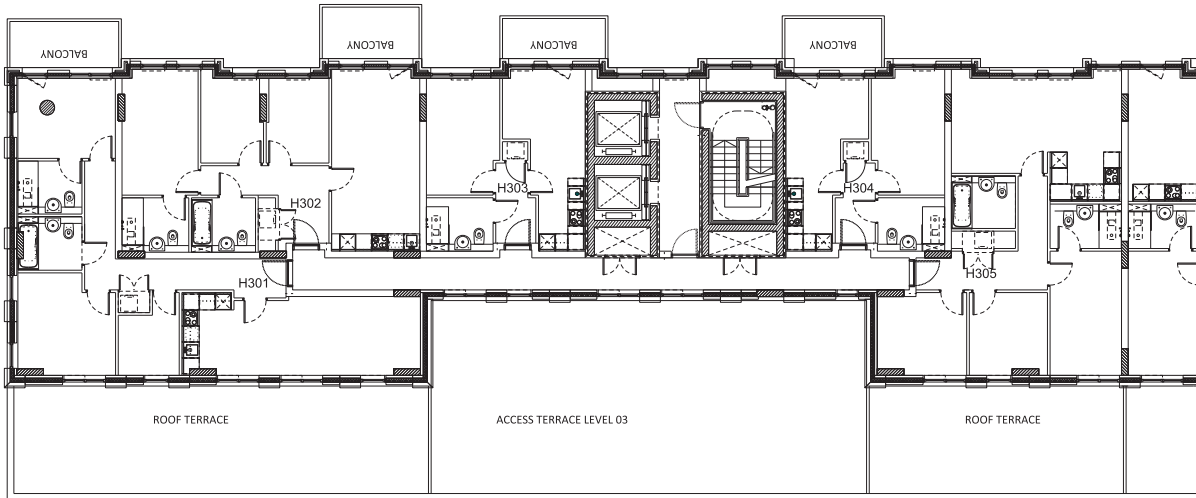 BALCONY
BALCONY
BALCONY
BALCONY
H303
H304
H302
H305
H301
ROOF TERRACE
ACCESS TERRACE LEVEL 03
ROOF TERRACE